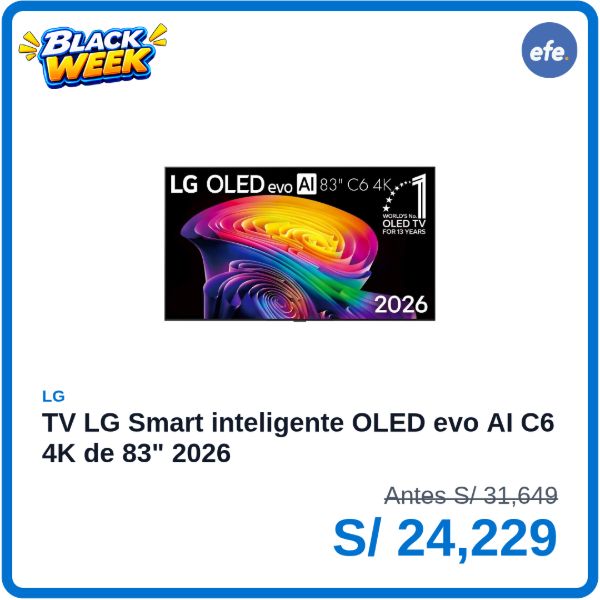 BLACK
WEEK
efe.
LG OLED evo AI 83" C6 4K
1
WORLD'S No.
OLED TV
FOR 13 YEARS
2026
LG
TV LG Smart inteligente OLED evo AI C6
4K de 83" 2026
Antes S/ 31,649
S/ 24,229